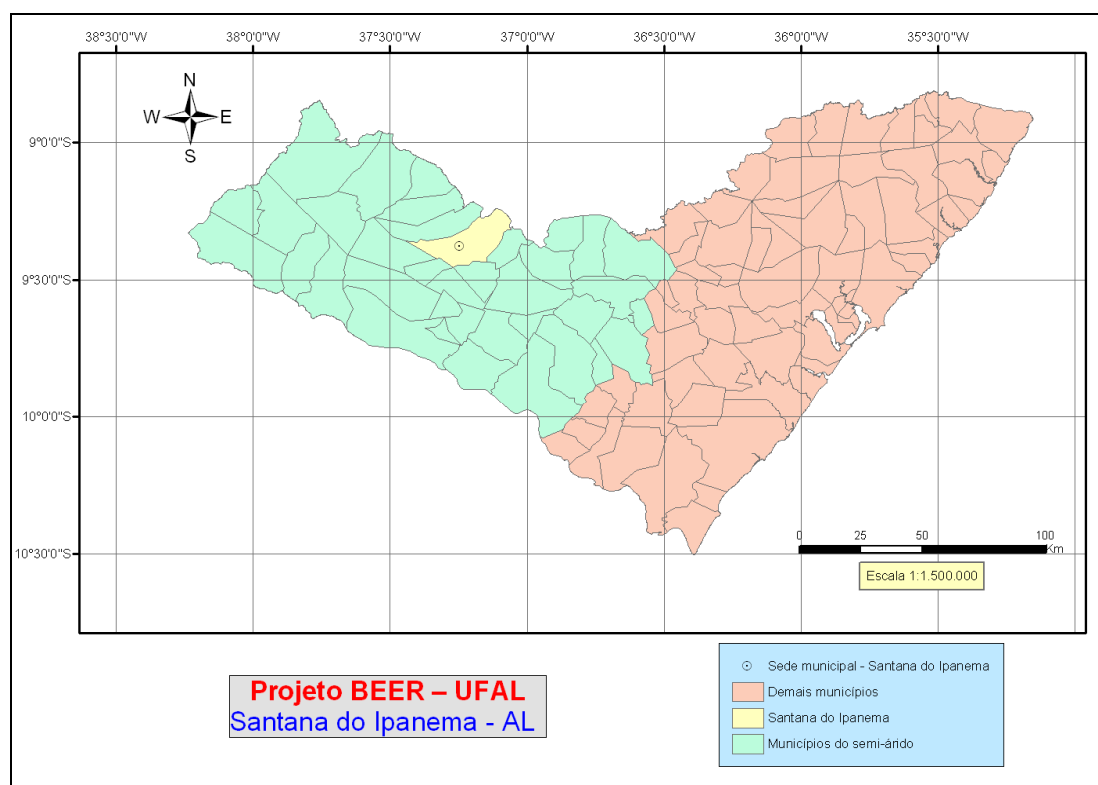 38°30'0"W 38°0'0"W 37°30'0"W 37°0'0"W 36°30'0"W 36°0'0"W 35°30'0"W
N
W E
S
9°0'0"S
9°30'0"S
10°0'0"S
10°30'0"S
0 25 50 100
Km
Escala 1:1.500.000
Projeto BEER – UFAL
Santana do Ipanema - AL
Sede municipal - Santana do Ipanema
Demais municípios
Santana do Ipanema
Municípios do semi-árido